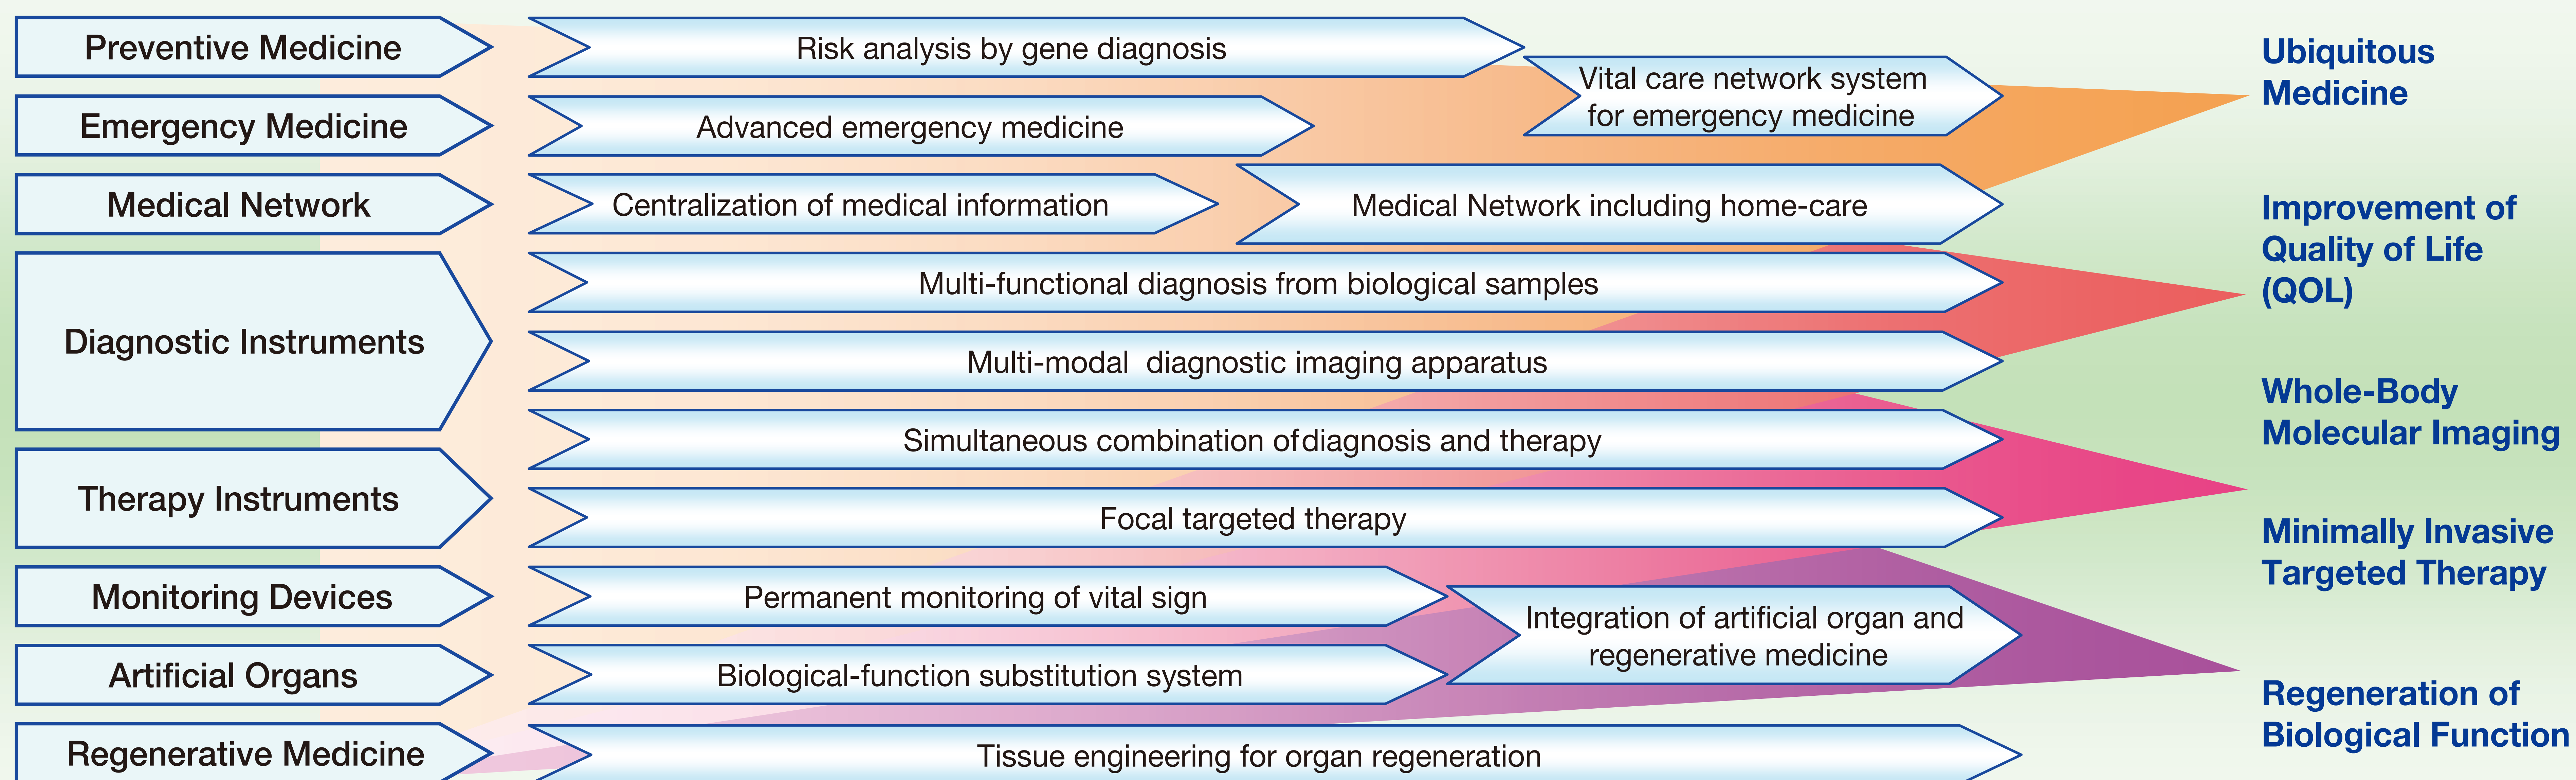 Preventive Medicine
Risk analysis by gene diagnosis
Vital care network system
for emergency medicine
Ubiquitous
Medicine
Emergency Medicine
Advanced emergency medicine
Medical Network
Centralization of medical information
Medical Network including home-care
Improvement of
Quality of Life
(QOL)
Diagnostic Instruments
Multi-functional diagnosis from biological samples
Multi-modal  diagnostic imaging apparatus
Simultaneous combination ofdiagnosis and therapy
Whole-Body
Molecular Imaging
Therapy Instruments
Focal targeted therapy
Minimally Invasive
Targeted Therapy
Monitoring Devices
Permanent monitoring of vital sign
Integration of artificial organ and
regenerative medicine
Artificial Organs
Biological-function substitution system
Regenerative Medicine
Tissue engineering for organ regeneration
Regeneration of
Biological Function